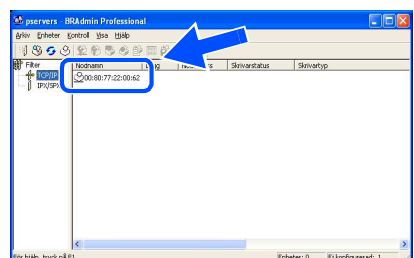 pservers - BRAdmin Professional
Arkiv Enheter Kontroll Visa Hjälp
Filter
TCP/IP
IPX/SPX
Nodnamn
Skrivarstatus
Skrivartyp
00:80:77:22:00:62
För hjälp, tryck på F1
Enheter: 0
Ej konfigurerad: 1